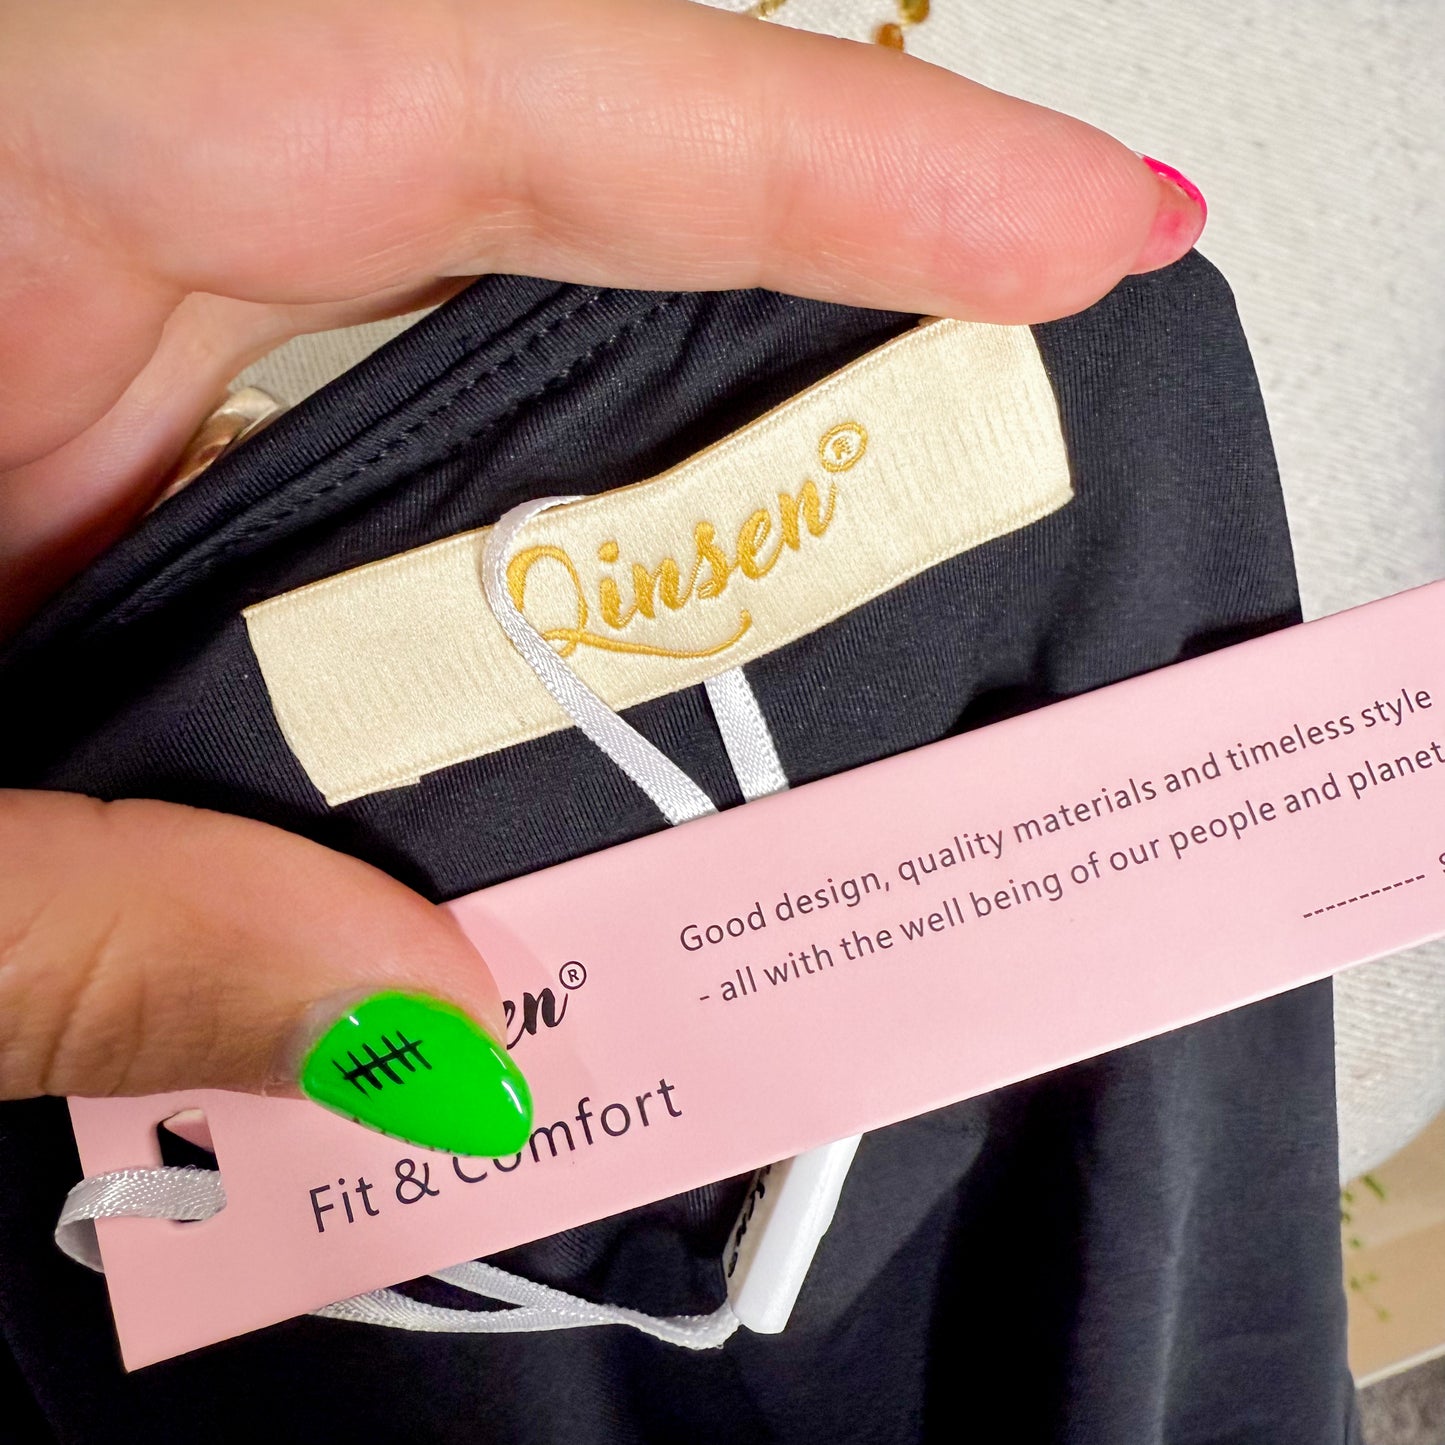 Qinsen®
Good design, quality materials and timeless style
- all with the well being of our people and planet
-----------
en®
Fit & Comfort